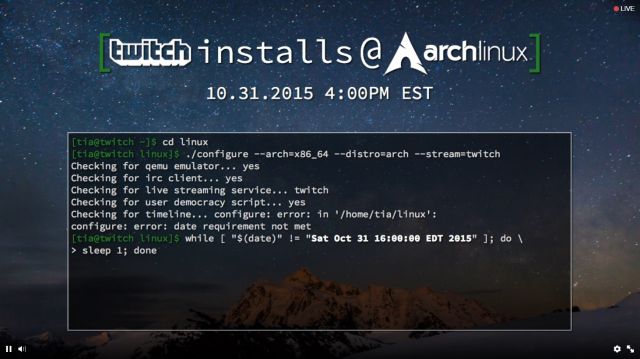 LIVE
[twitch installs@archlinux]
10.31.2015 4:00PM EST
[tia@twitch ~]$ cd linux
[tia@twitch linux]$ ./configure --arch=x86_64 --distro=arch --stream=twitch
Checking for qemu emulator... yes
Checking for irc client... yes
Checking for live streaming service... twitch
Checking for user democracy script... yes
Checking for timeline... configure: error: in '/home/tia/linux':
configure: error: date requirement not met
[tia@twitch linux]$ while [ "$(date)" != "Sat Oct 31 16:00:00 EDT 2015" ]; do \
> sleep 1; done